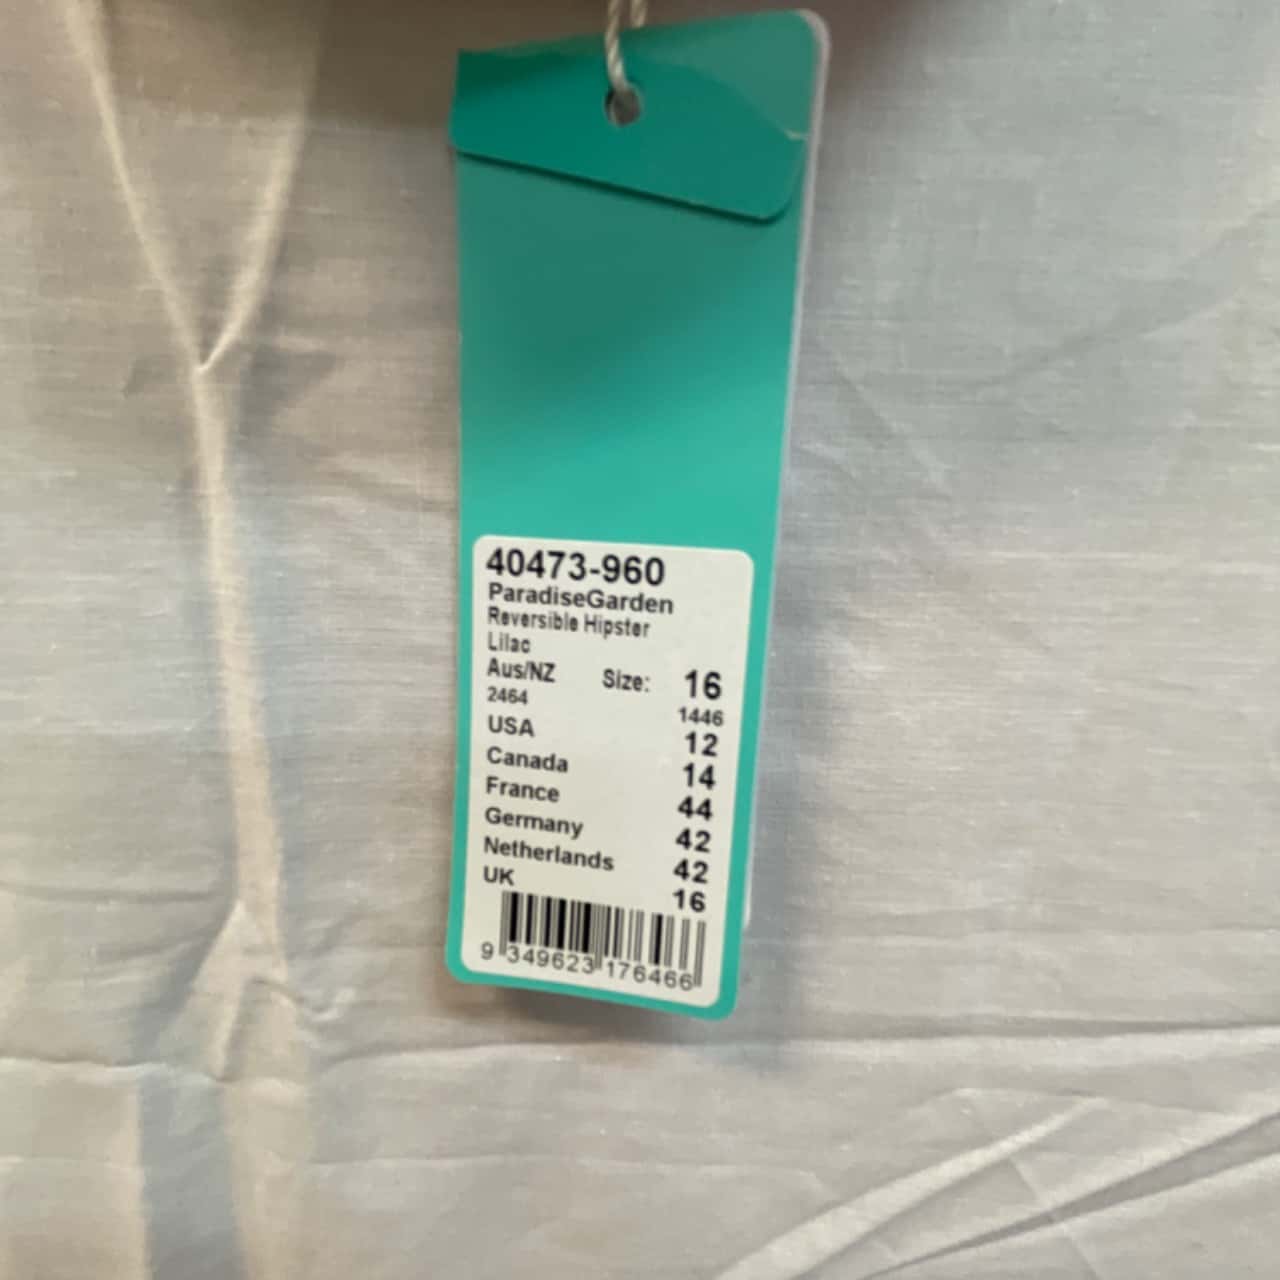 40473-960
ParadiseGarden
Reversible Hipster
Lilac
Aus/NZ Size: 16
2464 1446
USA 12
Canada 14
France 44
Germany 42
Netherlands 42
UK 16
9 349623 176466